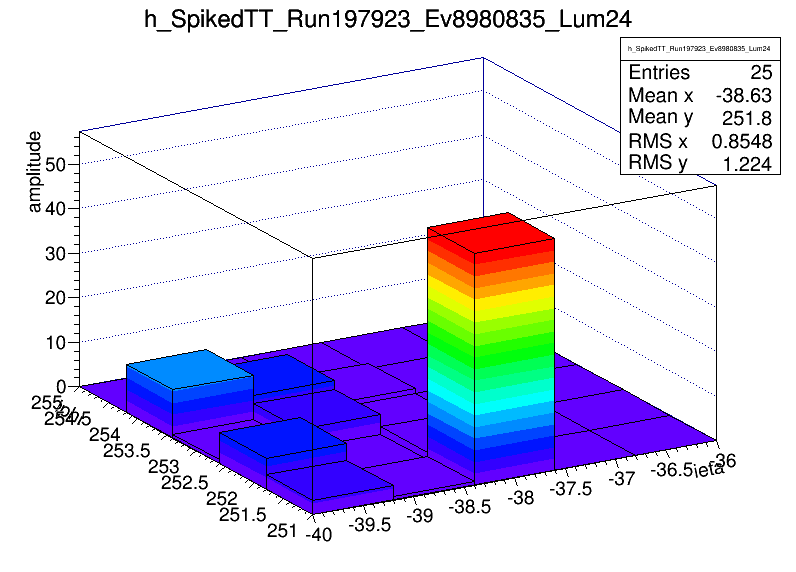 h_SpikedTT_Run197923_Ev8980835_Lum24
h_SpikedTT_Run197923_Ev8980835_Lum24
Entries 25
Mean x -38.63
Mean y 251.8
RMS x 0.8548
RMS y 1.224
amplitude
50
40
30
20
10
0
255
254.5
254
253.5
253
252.5
252
251.5
251
-40
-39.5
-39
-38.5
-38
-37.5
-37
-36.5
-36
ieta